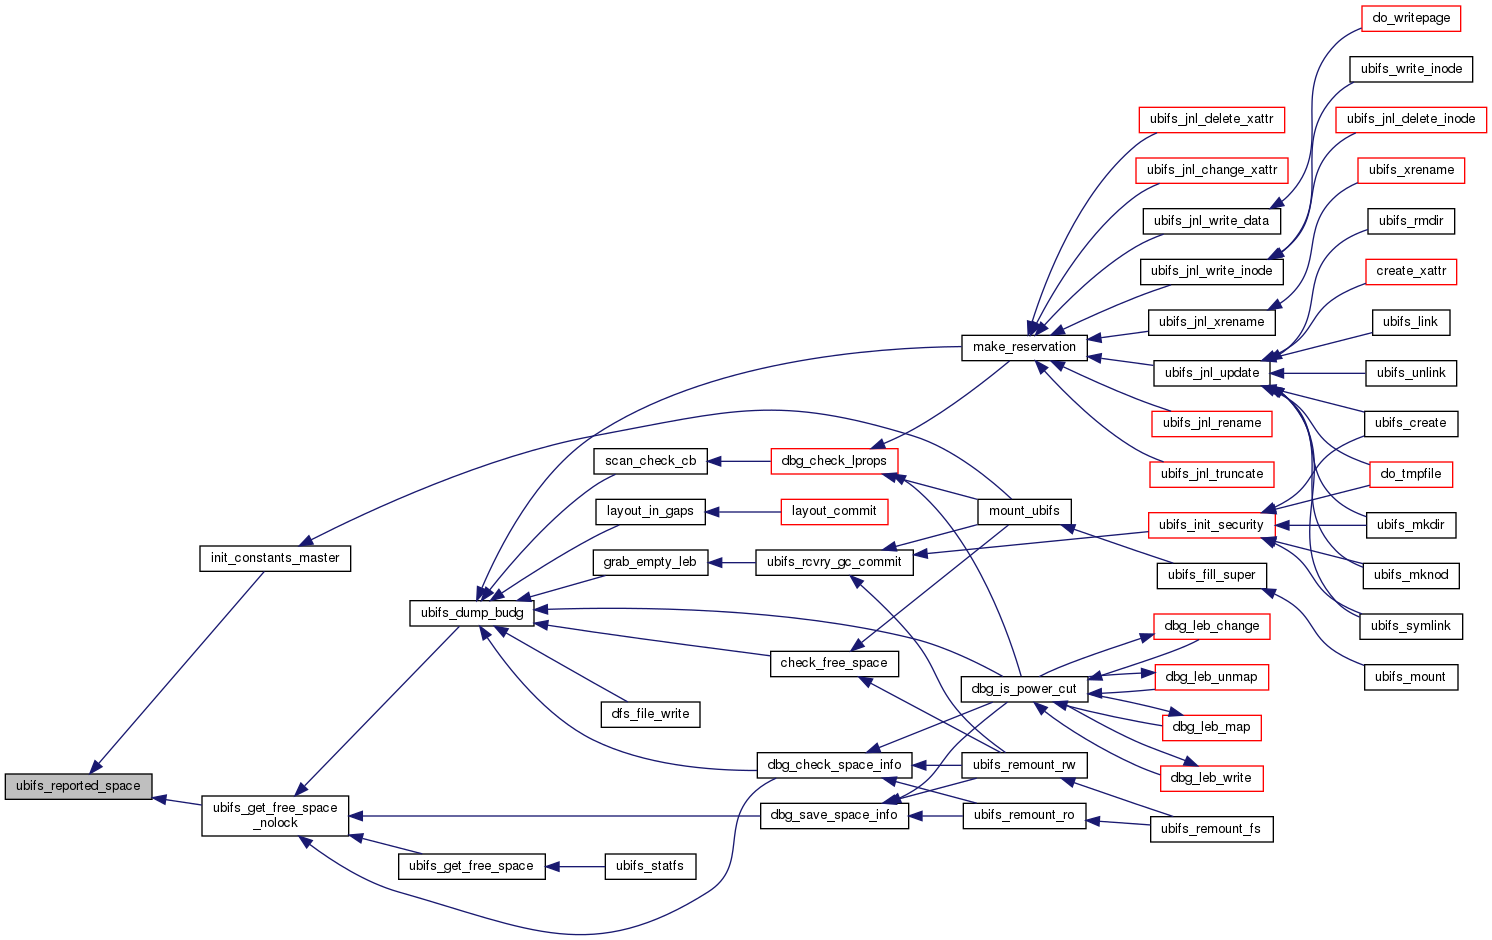 do_writepage
ubifs_write_inode
ubifs_jnl_delete_xattr
ubifs_jnl_delete_inode
ubifs_jnl_change_xattr
ubifs_xrename
ubifs_jnl_write_data
ubifs_rmdir
ubifs_jnl_write_inode
create_xattr
ubifs_jnl_xrename
ubifs_link
make_reservation
ubifs_jnl_update
ubifs_unlink
ubifs_jnl_rename
ubifs_create
scan_check_cb
dbg_check_lprops
ubifs_jnl_truncate
do_tmpfile
layout_in_gaps
layout_commit
mount_ubifs
ubifs_init_security
ubifs_mkdir
init_constants_master
grab_empty_leb
ubifs_rcvry_gc_commit
ubifs_fill_super
ubifs_mknod
ubifs_dump_budg
dbg_leb_change
ubifs_symlink
check_free_space
dbg_is_power_cut
dbg_leb_unmap
ubifs_mount
dfs_file_write
dbg_leb_map
ubifs_reported_space
dbg_check_space_info
ubifs_remount_rw
dbg_leb_write
ubifs_get_free_space
_nolock
dbg_save_space_info
ubifs_remount_ro
ubifs_remount_fs
ubifs_get_free_space
ubifs_statfs